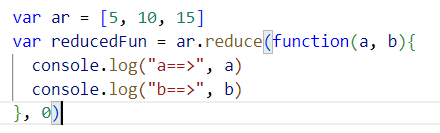 var ar = [5, 10, 15]
var reducedFun = ar.reduce(function(a, b){
console.log("a==>", a)
console.log("b==>", b)
}, 0)